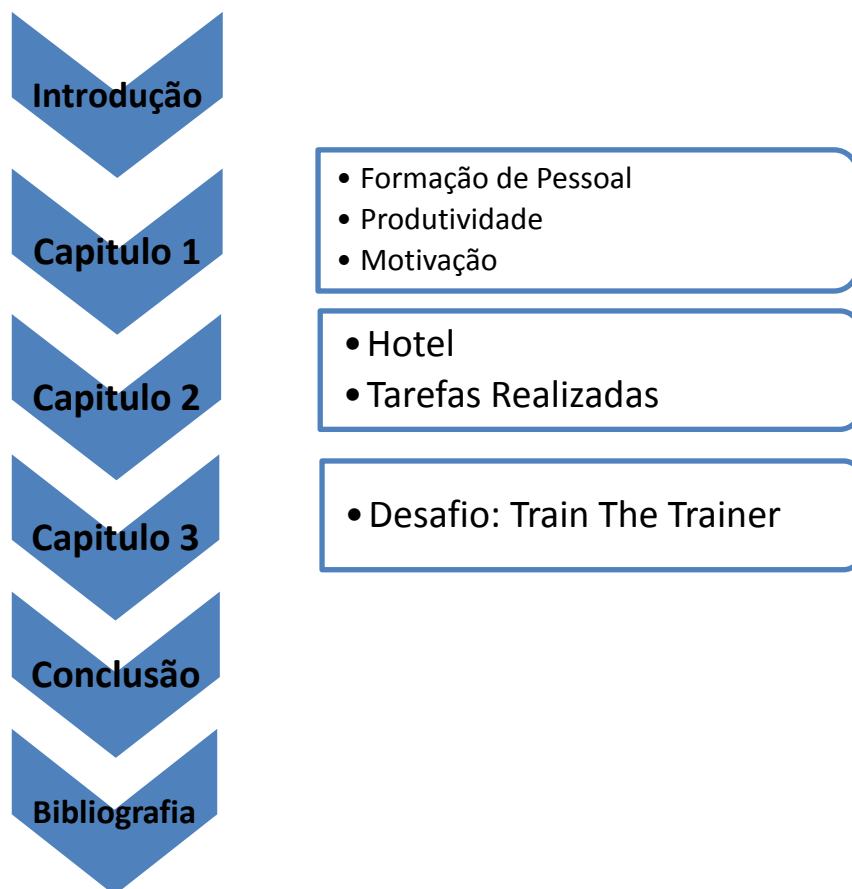 Introdução
Capitulo 1
• Formação de Pessoal
• Produtividade
• Motivação
Capitulo 2
• Hotel
• Tarefas Realizadas
Capitulo 3
• Desafio: Train The Trainer
Conclusão
Bibliografia